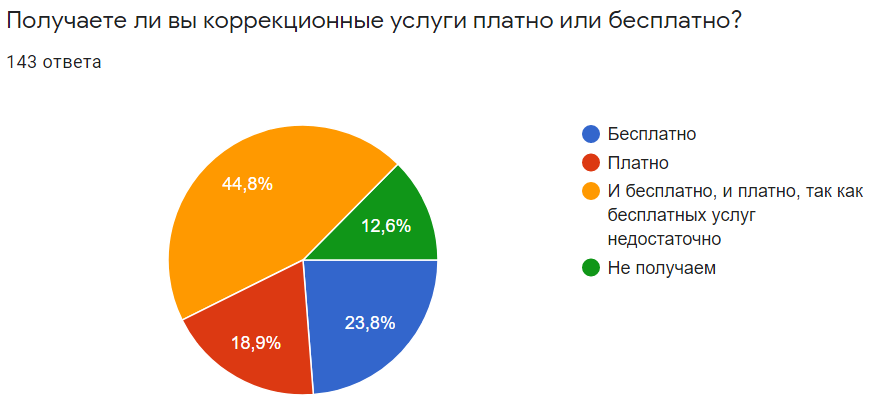 Получаете ли вы коррекционные услуги платно или бесплатно?
143 ответа
44,8%
12,6%
18,9%
23,8%
Бесплатно
Платно
И бесплатно, и платно, так как
бесплатных услуг
недостаточно
Не получаем